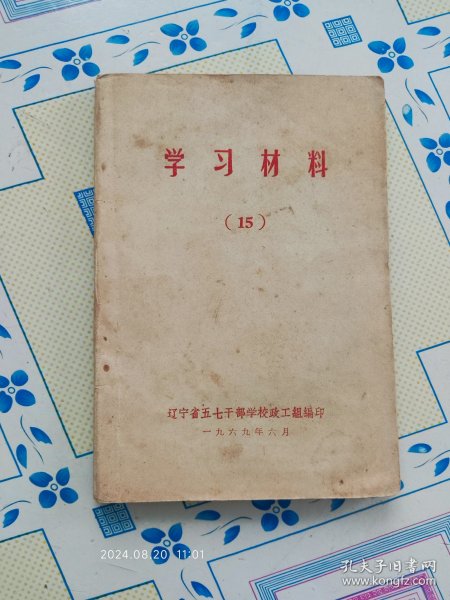 学习材料
（15）
辽宁省五七干部学校政工组编印
一九六九年六月
2024.08.20 11:01
孔夫子旧书网
www.kongfz.com